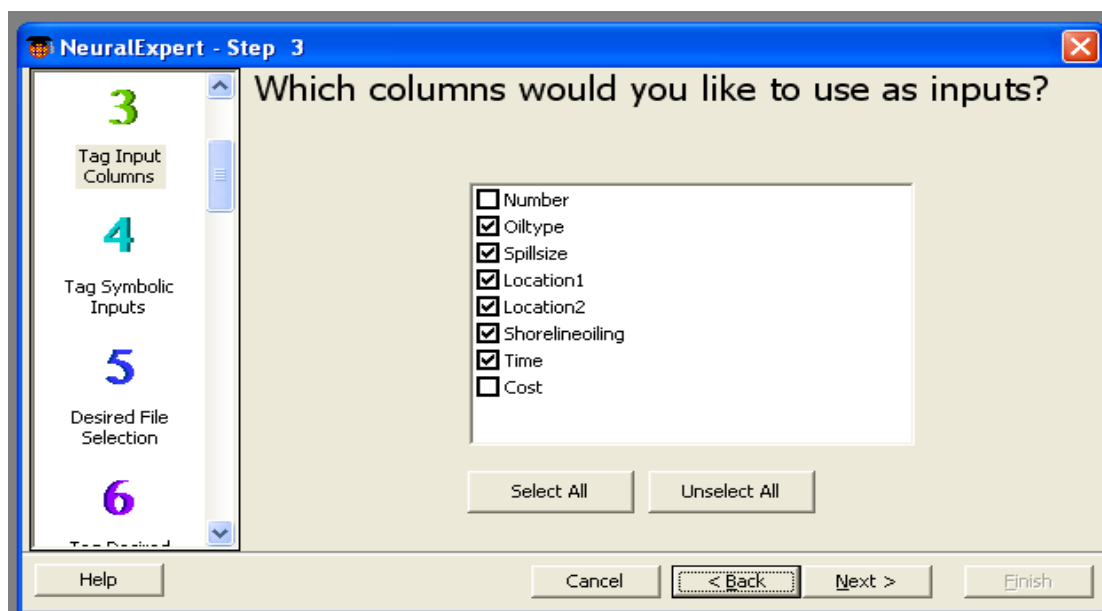 NeuralExpert - Step 3
3
Tag Input
Columns
4
Tag Symbolic
Inputs
5
Desired File
Selection
6
Which columns would you like to use as inputs?
Number
Oiltype
Spillsize
Location1
Location2
Shorelineoiling
Time
Cost
Select All
Unselect All
Help
Cancel
< Back
Next >
Finish